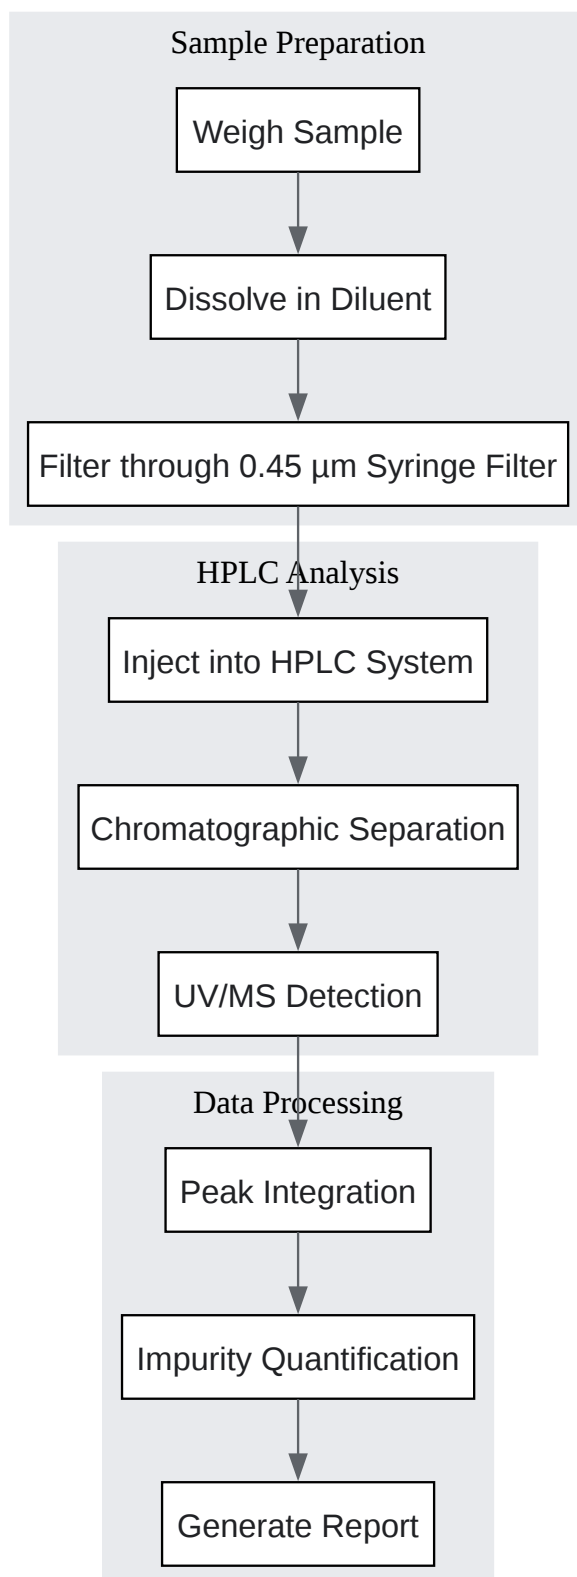 Sample Preparation
Weigh Sample
Dissolve in Diluent
Filter through 0.45 µm Syringe Filter
HPLC Analysis
Inject into HPLC System
Chromatographic Separation
UV/MS Detection
Data Processing
Peak Integration
Impurity Quantification
Generate Report